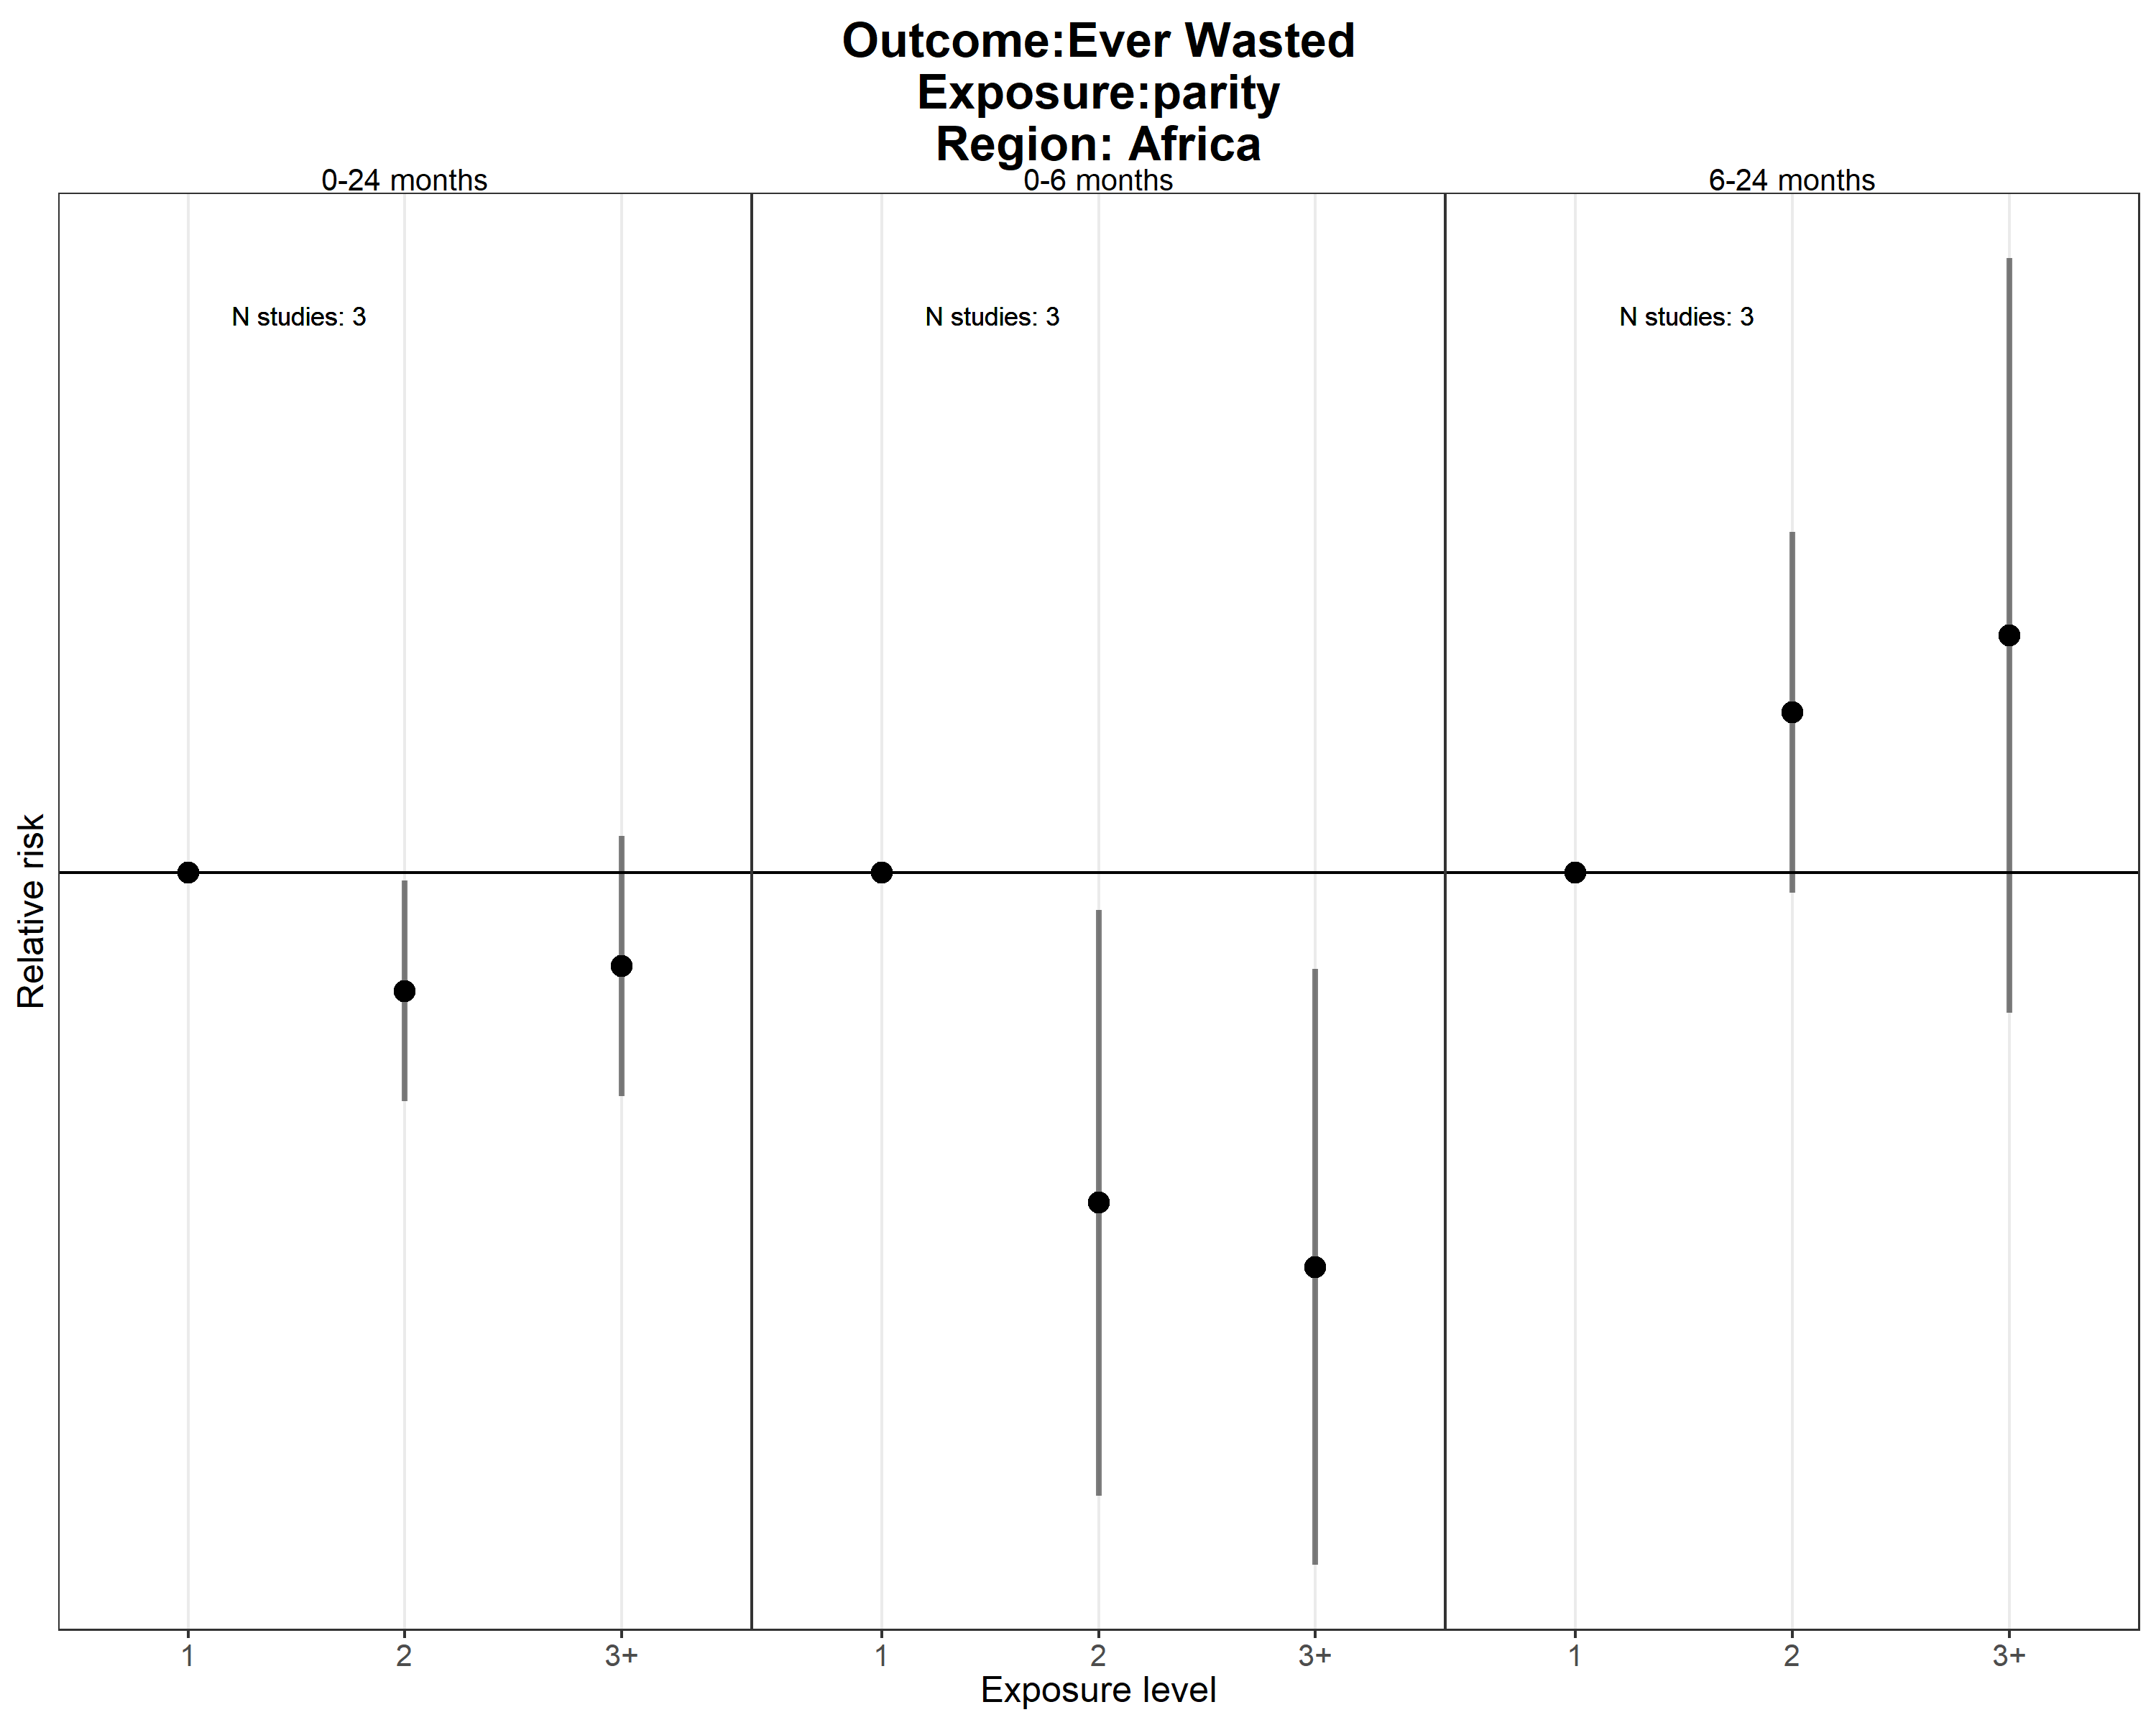 Outcome:Ever Wasted
Exposure:parity
Region: Africa
0-24 months
0-6 months
6-24 months
N studies: 3
N studies: 3
N studies: 3
Relative risk
1
2
3+
1
2
3+
1
2
3+
Exposure level